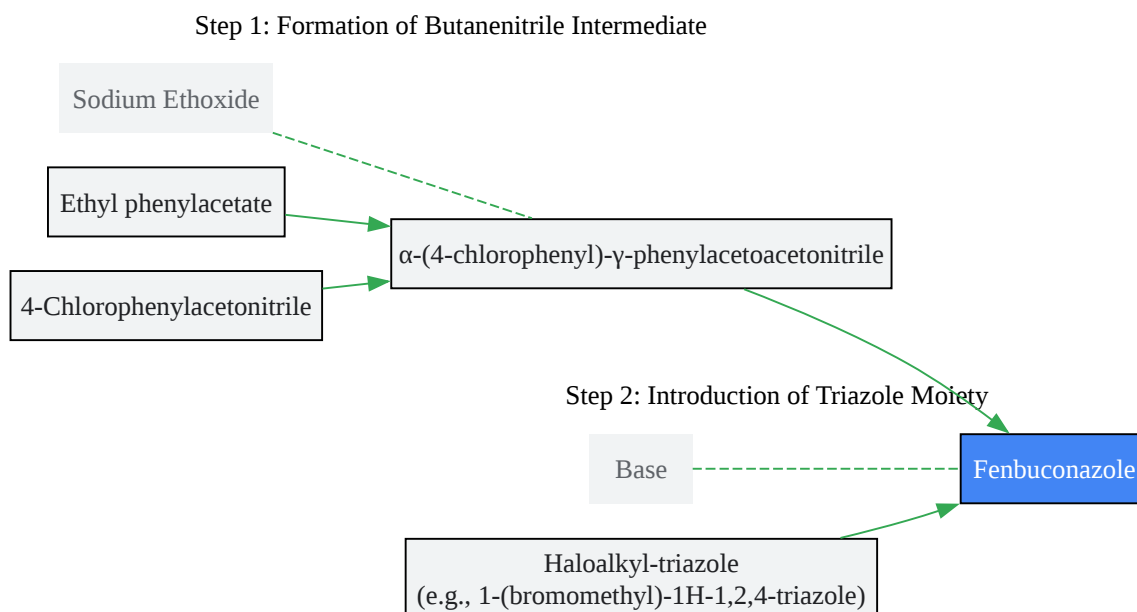 Step 1: Formation of Butanenitrile Intermediate
Sodium Ethoxide
Ethyl phenylacetate
α-(4-chlorophenyl)-γ-phenylacetoacetonitrile
4-Chlorophenylacetonitrile
Step 2: Introduction of Triazole Moiety
Base
Fenbuconazole
Haloalkyl-triazole
(e.g., 1-(bromomethyl)-1H-1,2,4-triazole)